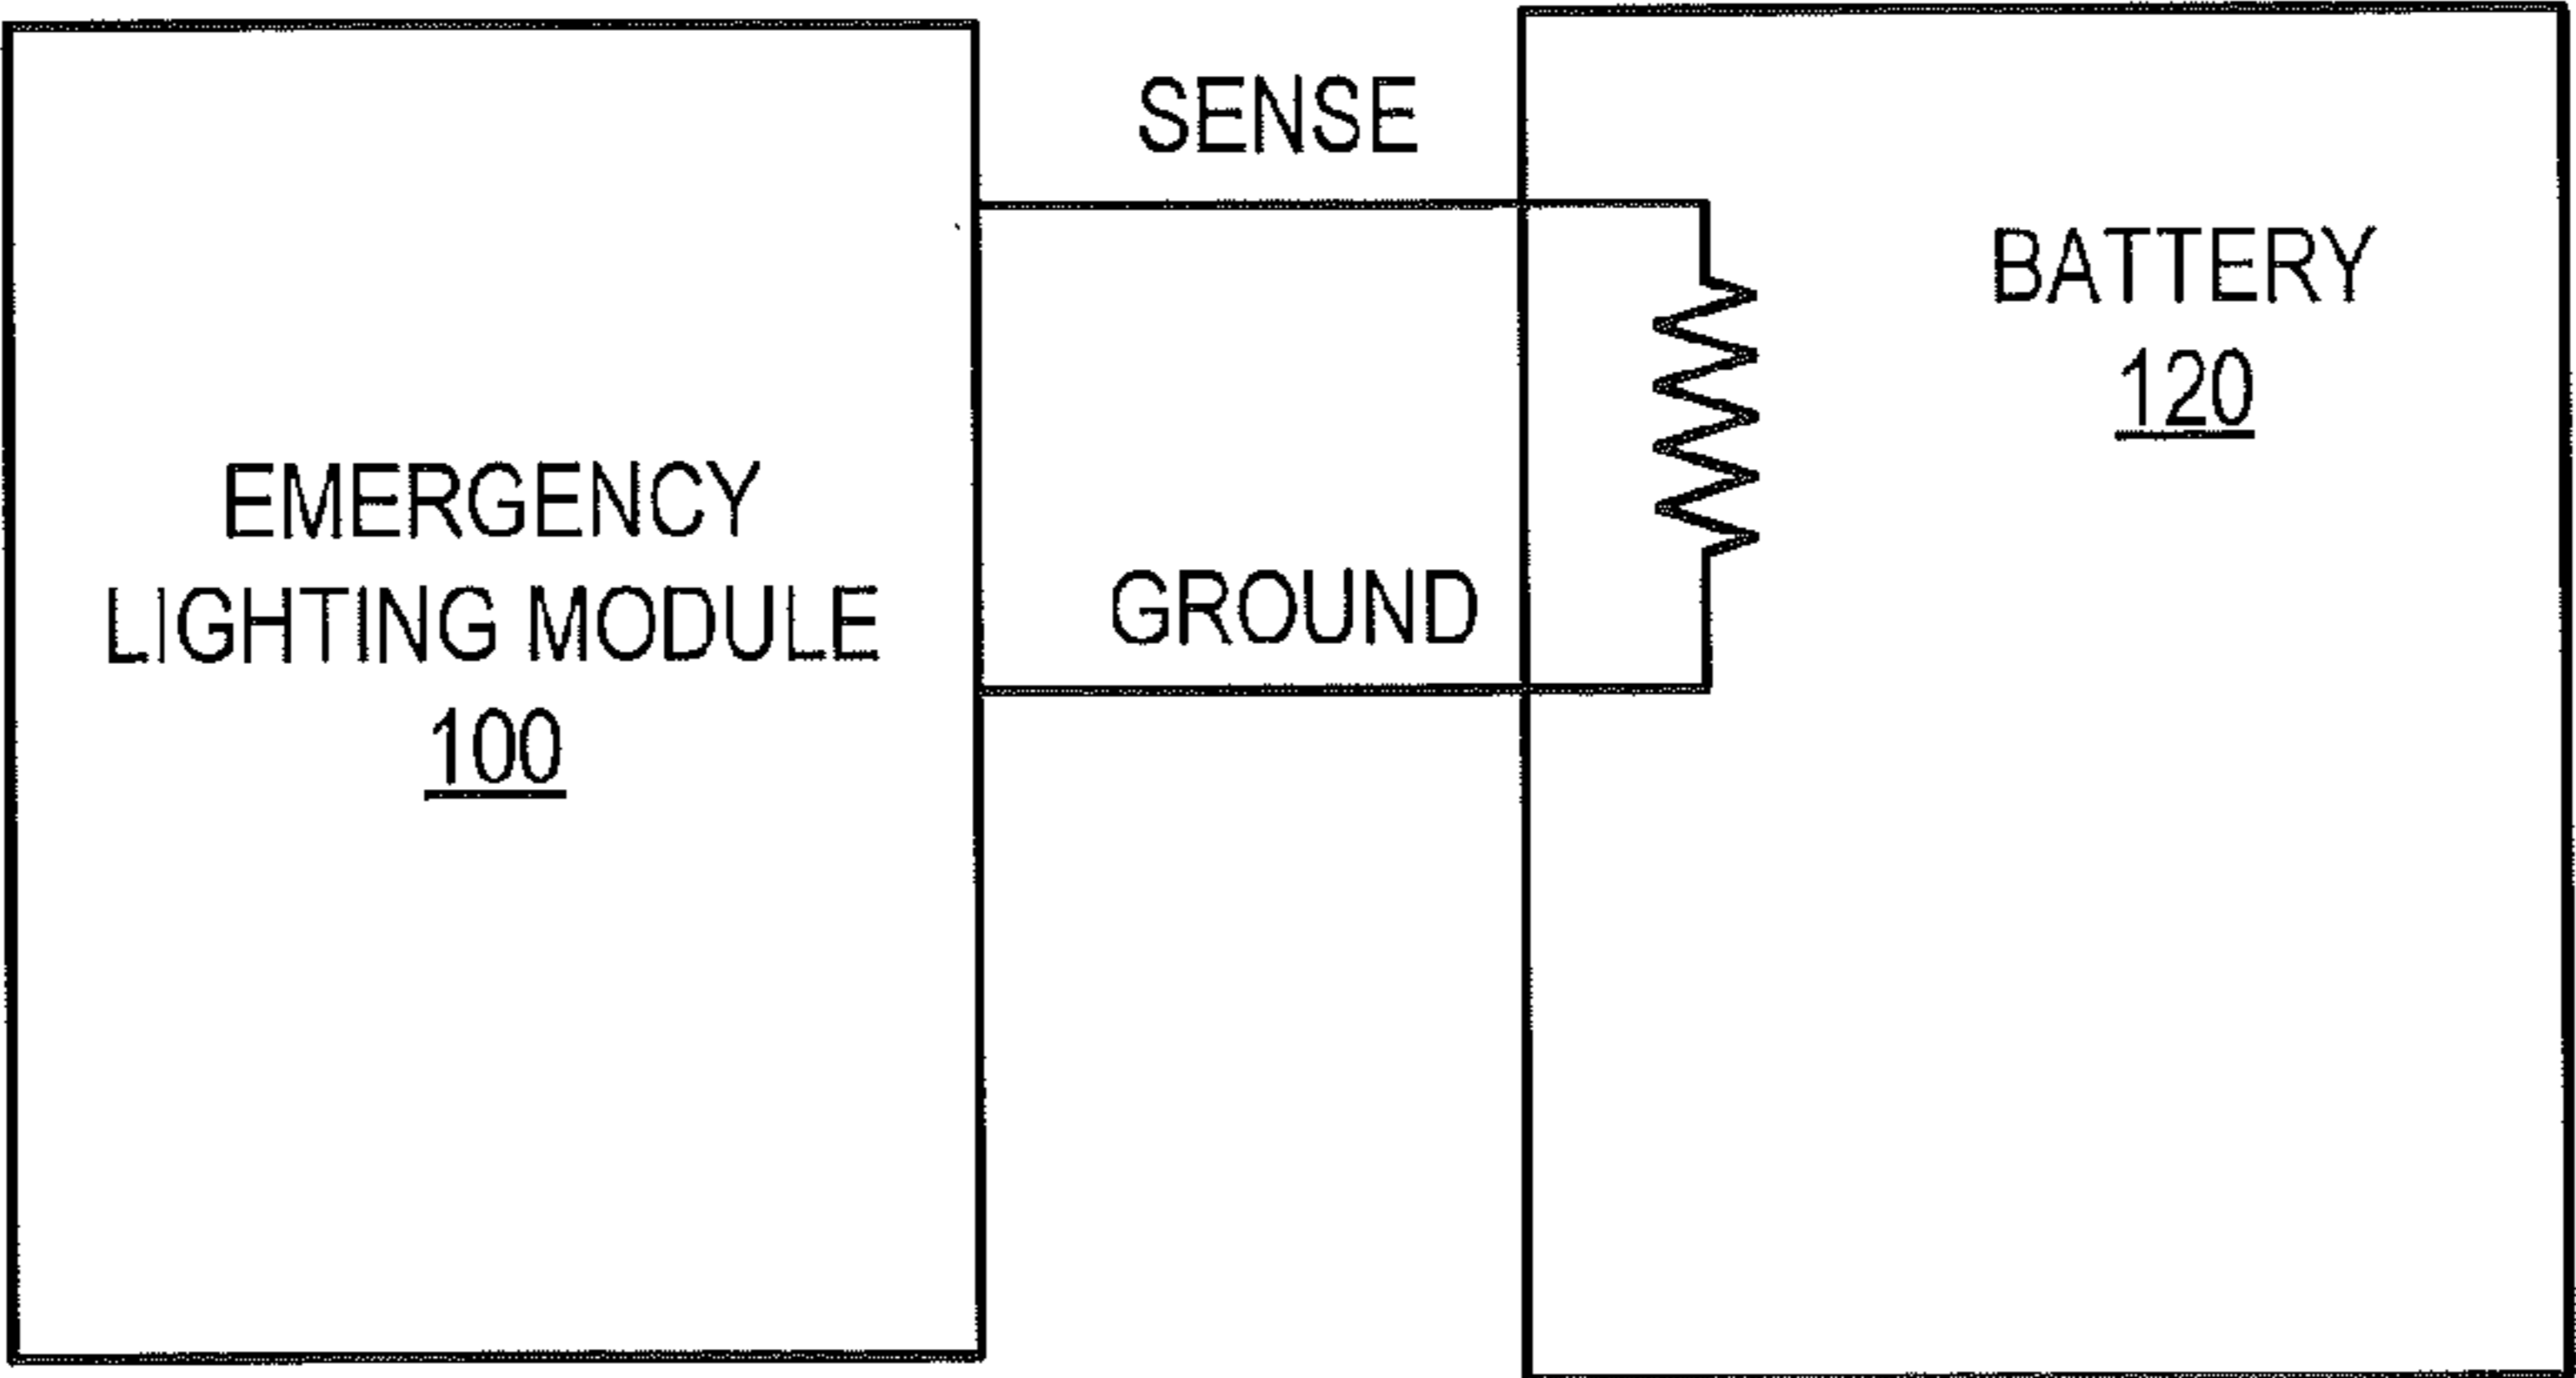 SENSE
BATTERY
120
EMERGENCY
LIGHTING MODULE
100
GROUND